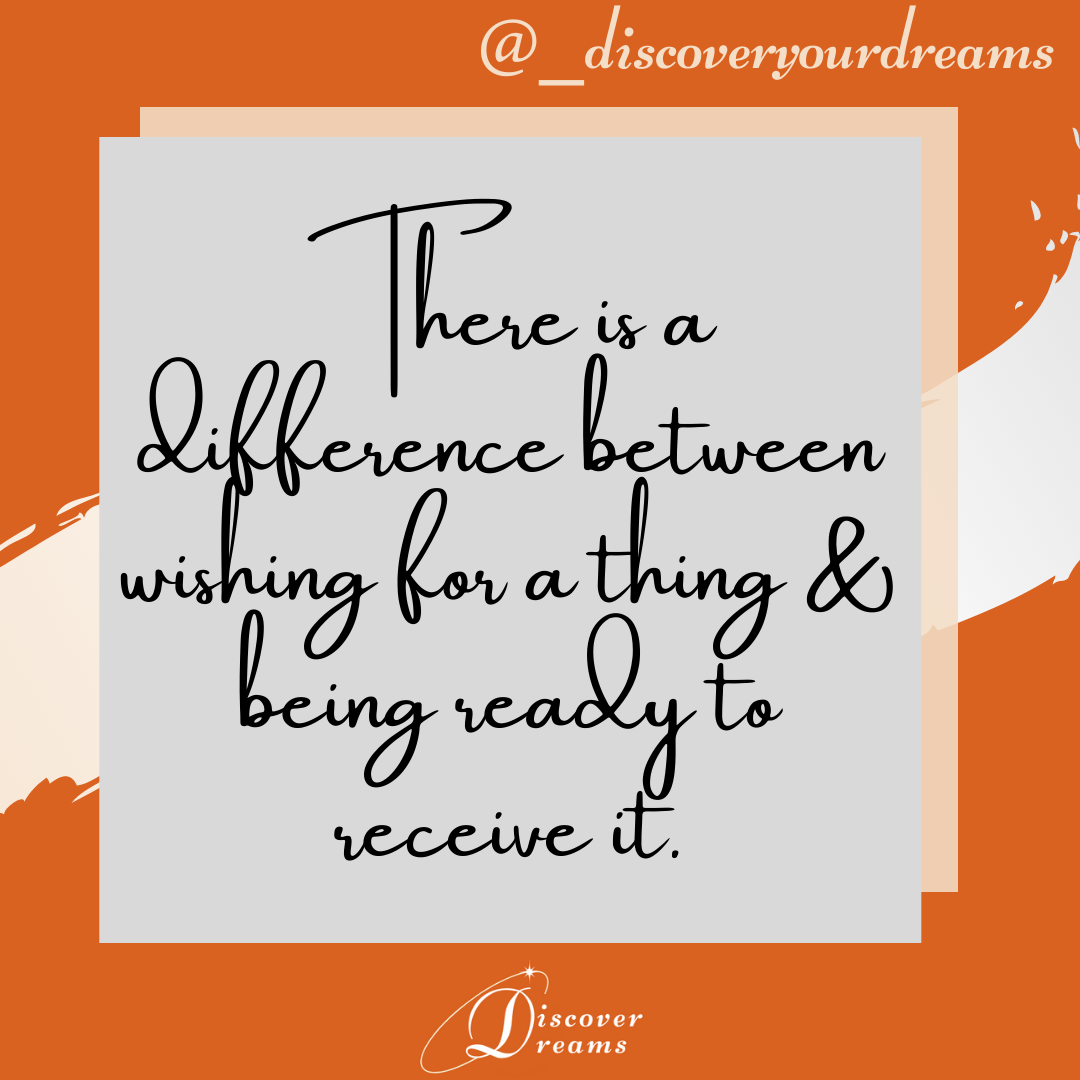 @_discoveryourdreams
There is a
difference between
wishing for a thing &
being ready to
receive it.
Discover
Dreams